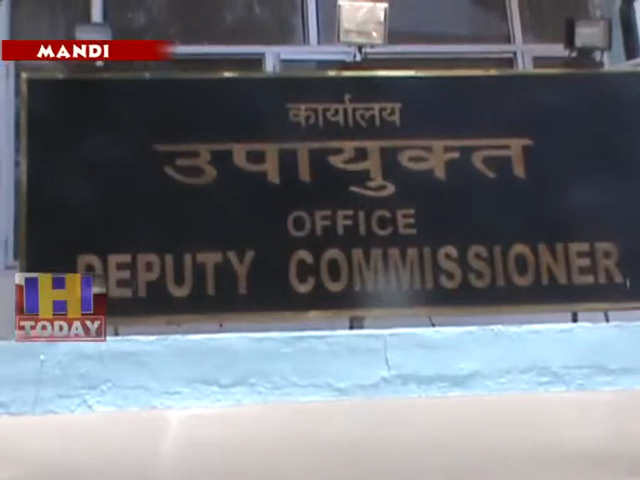 MANDI
कार्यालय
उपायुक्त
OFFICE
DEPUTY COMMISSIONER
H
TODAY